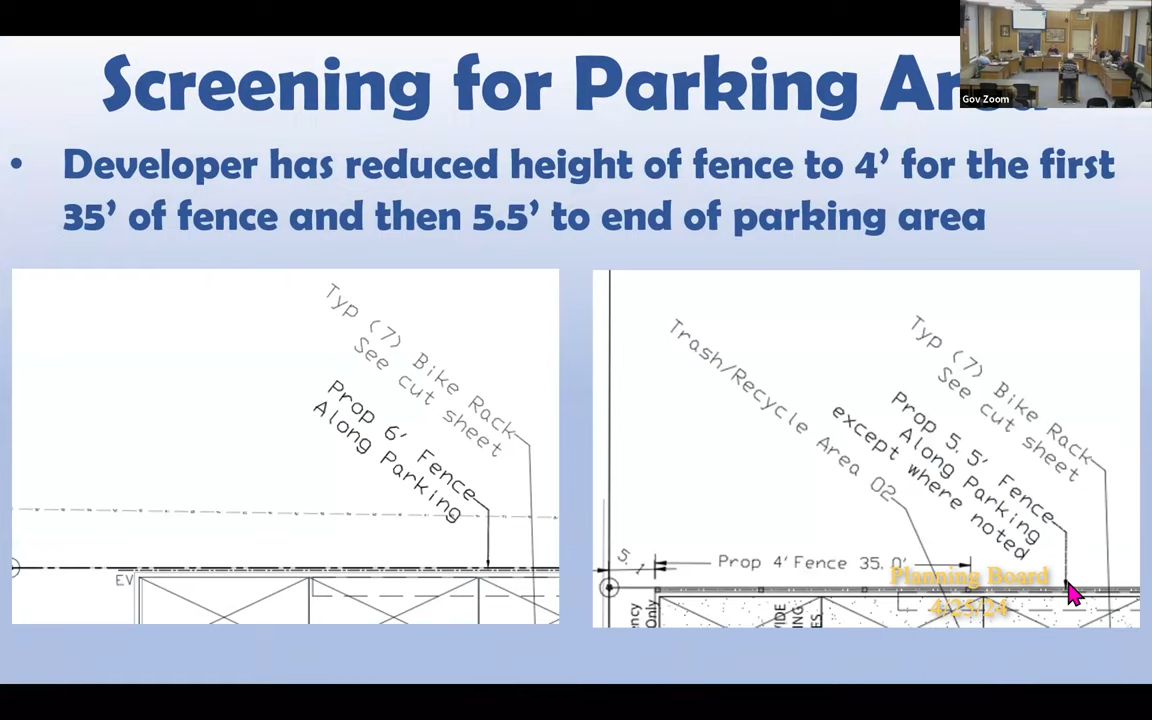 Screening for Parking
Gov Zoom
• Developer has reduced height of fence to 4’ for the first
35’ of fence and then 5.5’ to end of parking area
Typ (7) Bike Rack
See cut sheet
Prop 6' Fence
Along Parking
EV
Trash/Recycle Area 02
Typ (7) Bike Rack
See cut sheet
Prop 5.5' Fence
Along Parking
except where noted
5.1
Prop 4' Fence 35.0'
Planning Board
4/25/24
Only